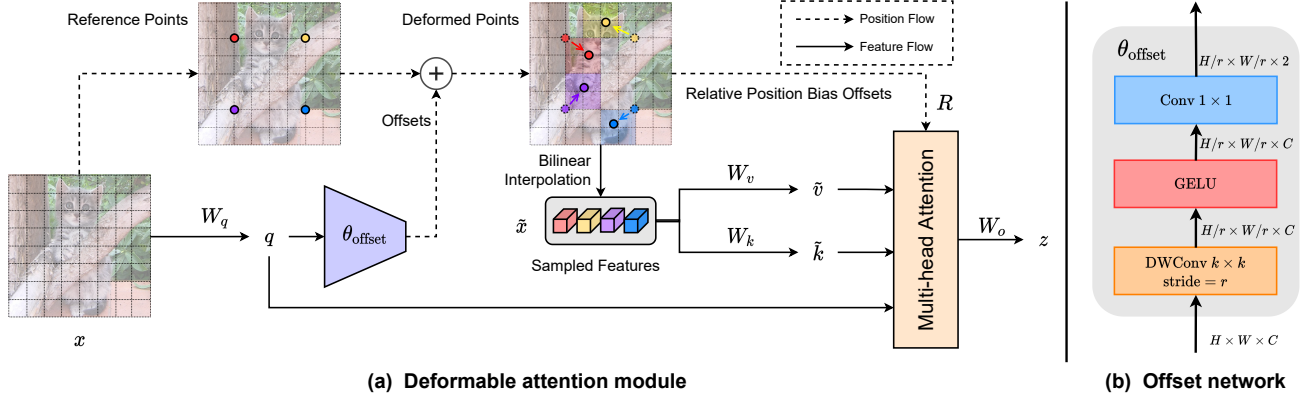 Reference Points
Deformed Points
Position Flow
Feature Flow
Offsets
Relative Position Bias Offsets
R
Bilinear
Interpolation
W_q
q
θ_offset
x̃
Sampled Features
W_v
ṽ
W_k
k̃
Multi-head Attention
W_o
z
x
(a) Deformable attention module
θ_offset
H/r × W/r × 2
Conv 1 × 1
H/r × W/r × C
GELU
H/r × W/r × C
DWConv k × k
stride = r
H × W × C
(b) Offset network